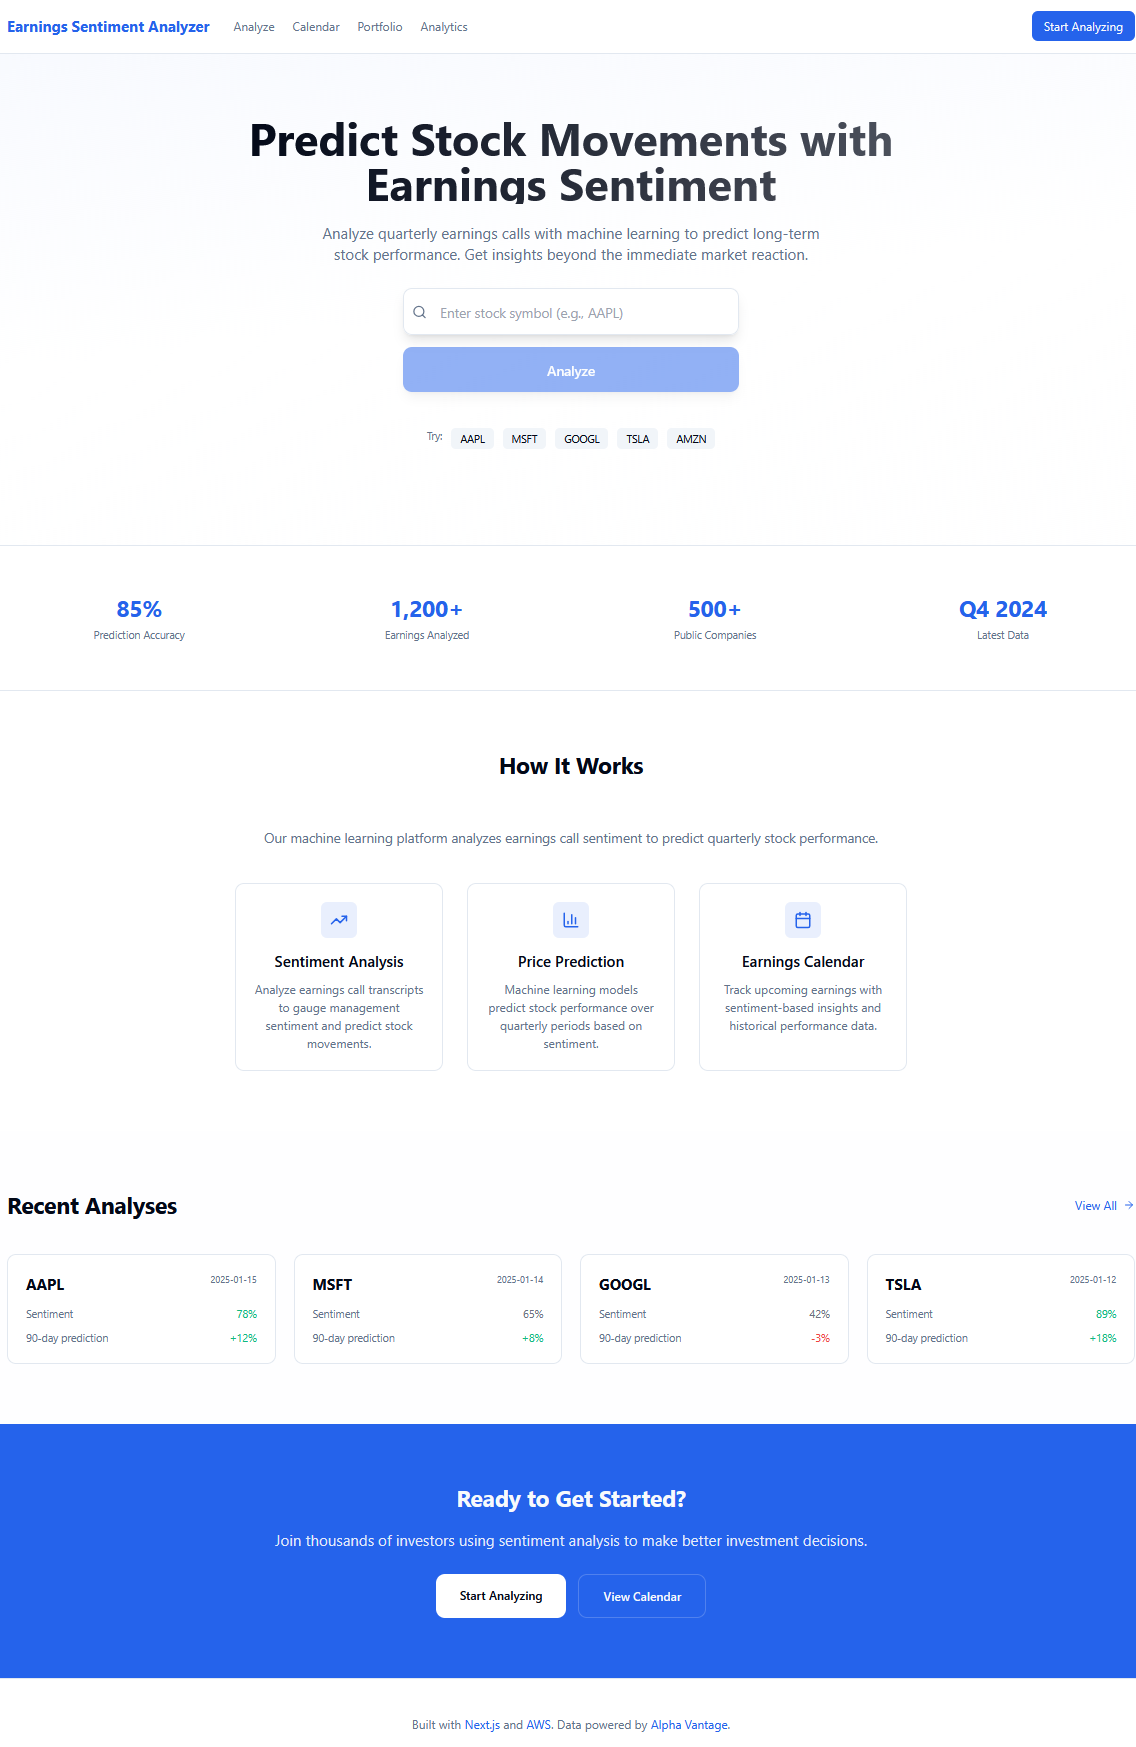 Earnings Sentiment Analyzer Analyze Calendar Portfolio Analytics Start Analyzing
Predict Stock Movements with
Earnings Sentiment
Analyze quarterly earnings calls with machine learning to predict long-term
stock performance. Get insights beyond the immediate market reaction.
Enter stock symbol (e.g., AAPL)
Analyze
Try: AAPL MSFT GOOGL TSLA AMZN
85% 1,200+ 500+ Q4 2024
Prediction Accuracy Earnings Analyzed Public Companies Latest Data
How It Works
Our machine learning platform analyzes earnings call sentiment to predict quarterly stock performance.
Sentiment Analysis
Analyze earnings call transcripts
to gauge management
sentiment and predict stock
movements.
Price Prediction
Machine learning models
predict stock performance over
quarterly periods based on
sentiment.
Earnings Calendar
Track upcoming earnings with
sentiment-based insights and
historical performance data.
Recent Analyses View All
AAPL 2025-01-15
Sentiment 78%
90-day prediction +12%
MSFT 2025-01-14
Sentiment 65%
90-day prediction +8%
GOOGL 2025-01-13
Sentiment 42%
90-day prediction -3%
TSLA 2025-01-12
Sentiment 89%
90-day prediction +18%
Ready to Get Started?
Join thousands of investors using sentiment analysis to make better investment decisions.
Start Analyzing View Calendar
Built with Next.js and AWS. Data powered by Alpha Vantage.